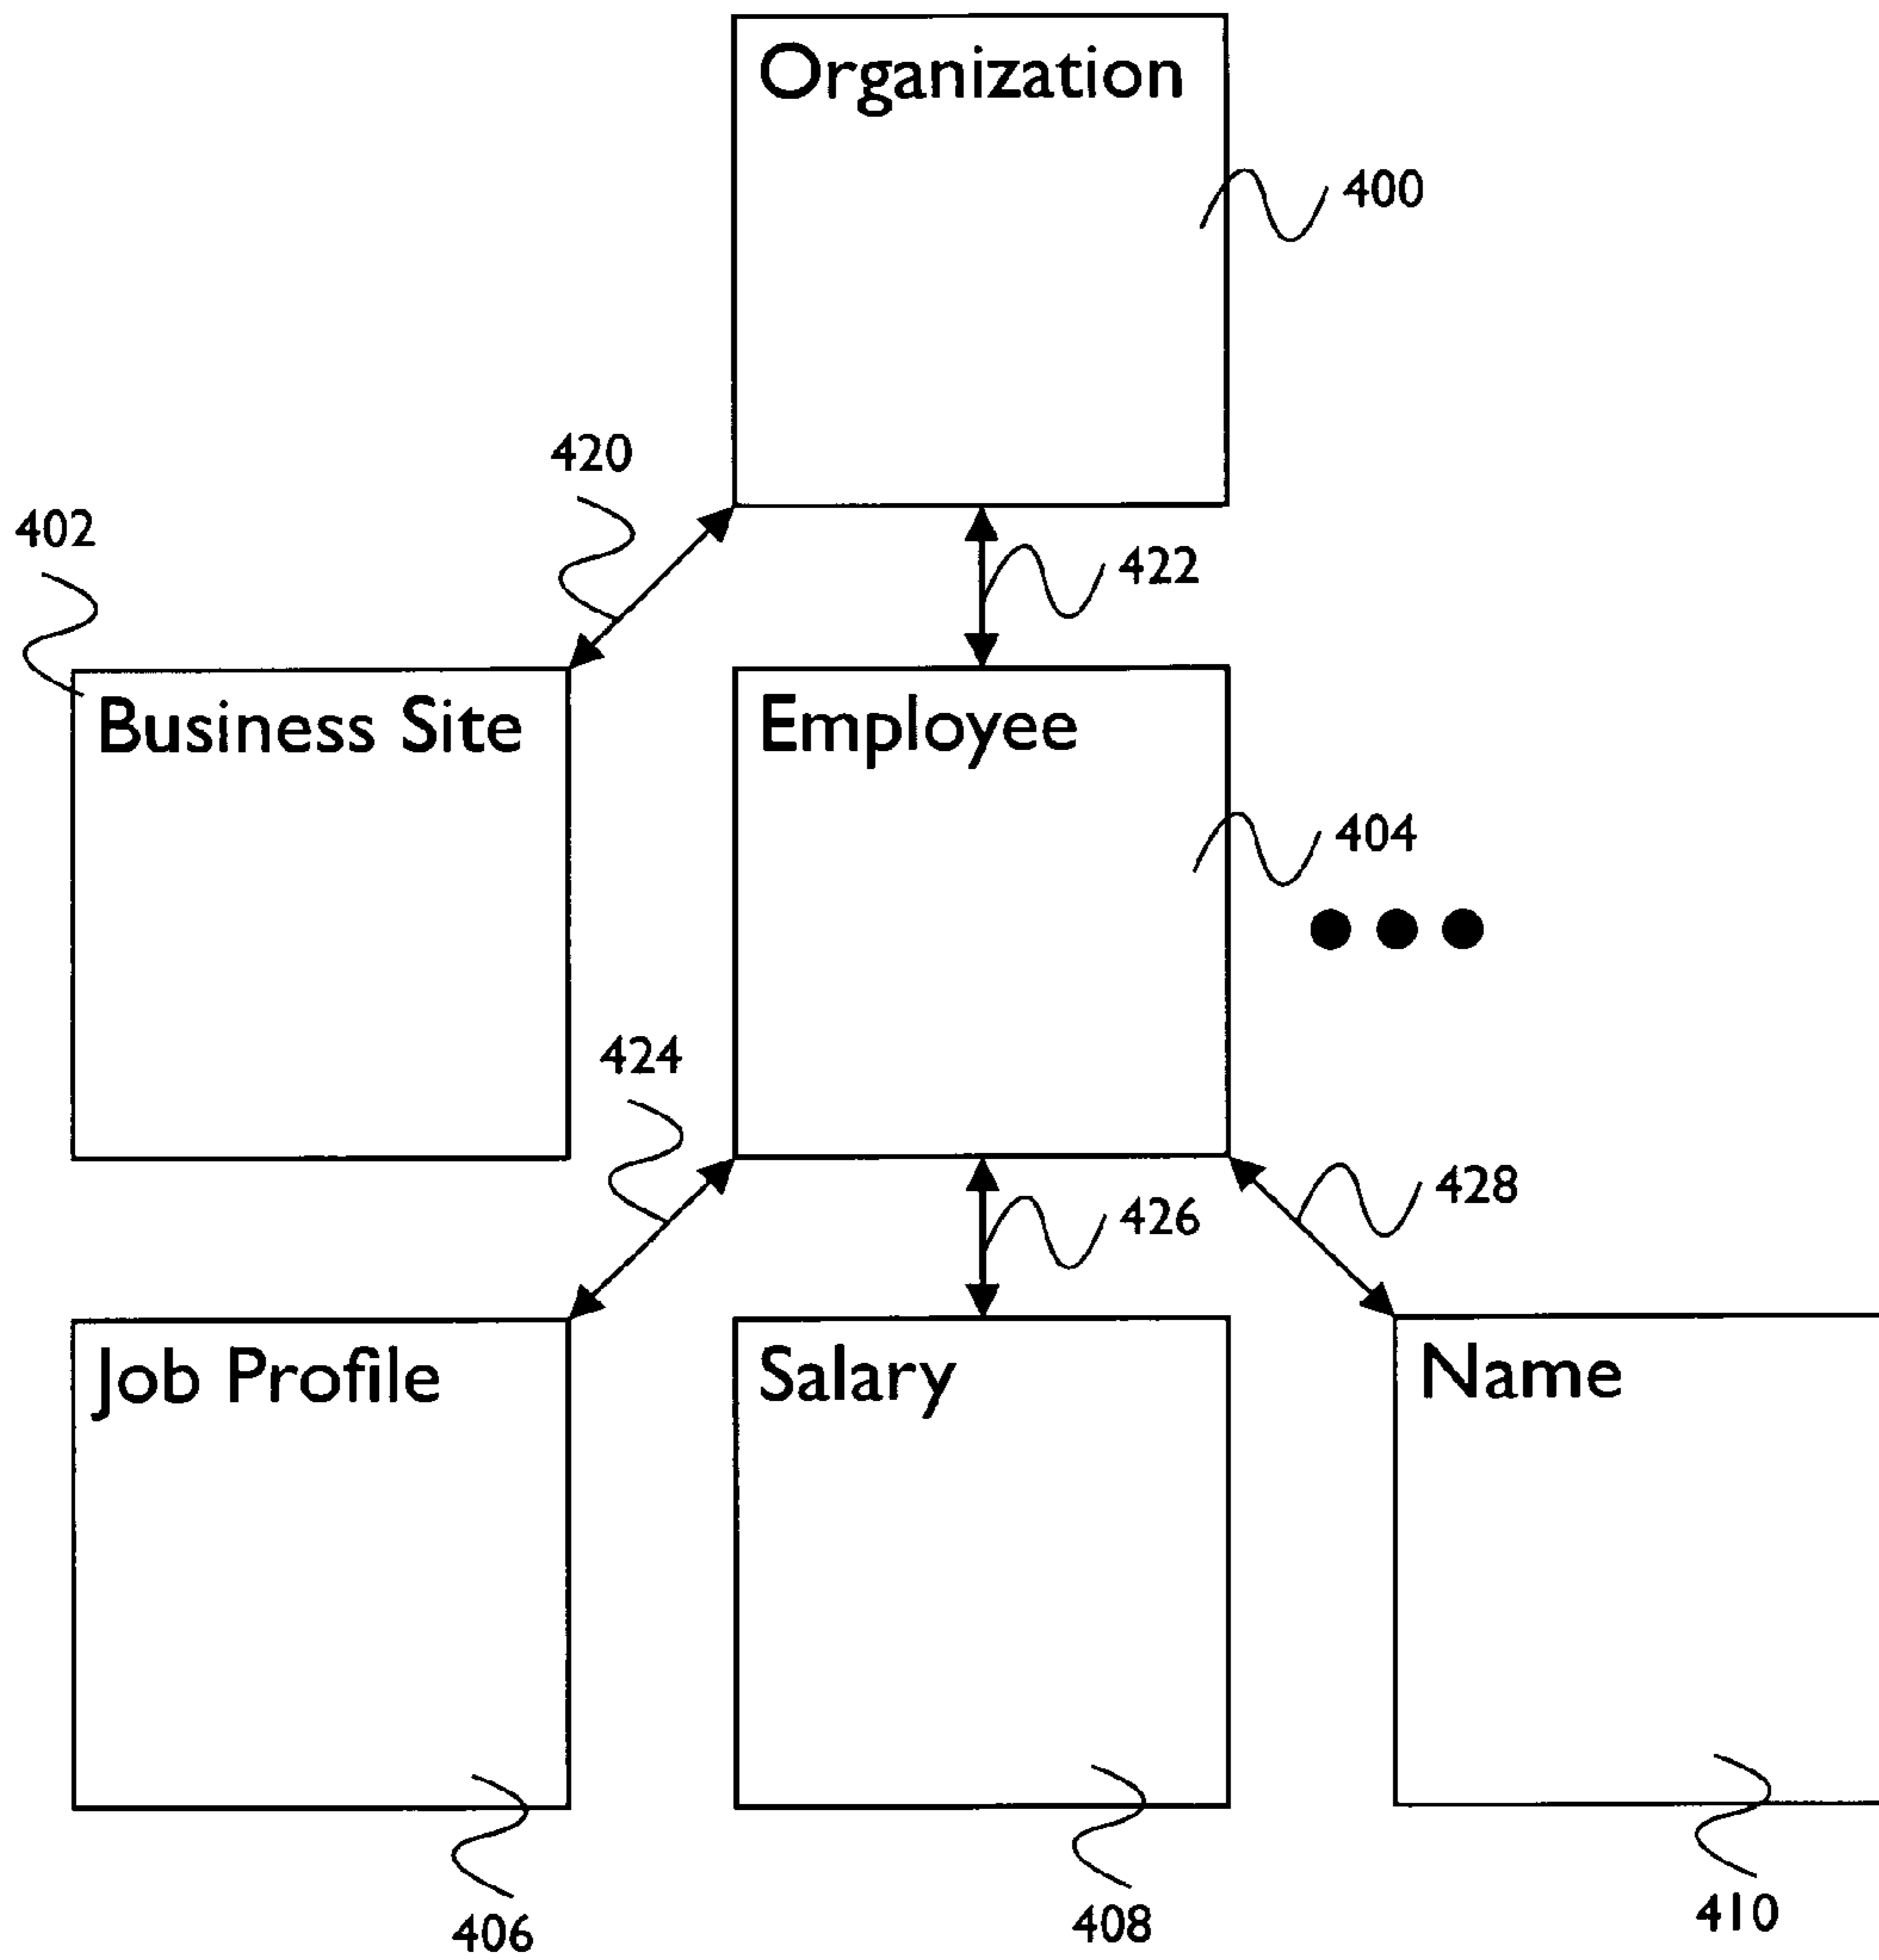 Organization
400
420
402
422
Business Site
Employee
404
424
426
428
Job Profile
Salary
Name
406
408
410